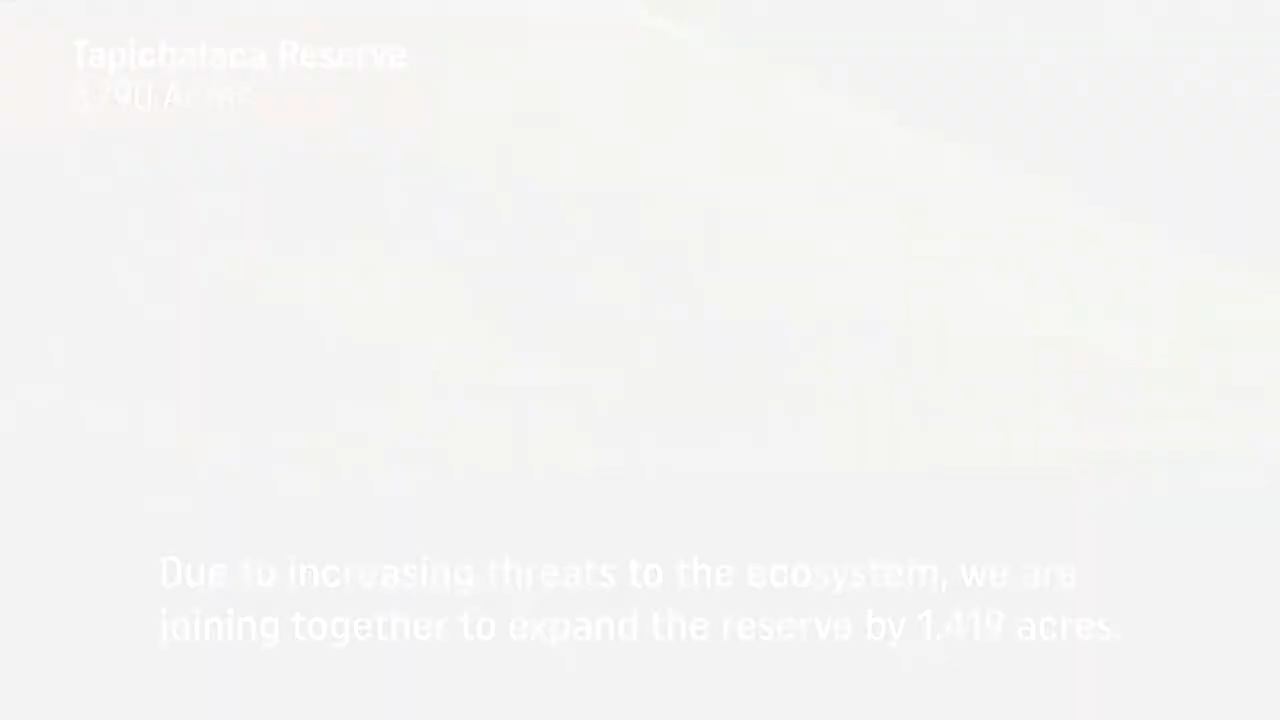 Tapichalaca Reserve
Acres
Due to increasing threats to the ecosystem, we are
joining together to expand the reserve by 1,419 acres.